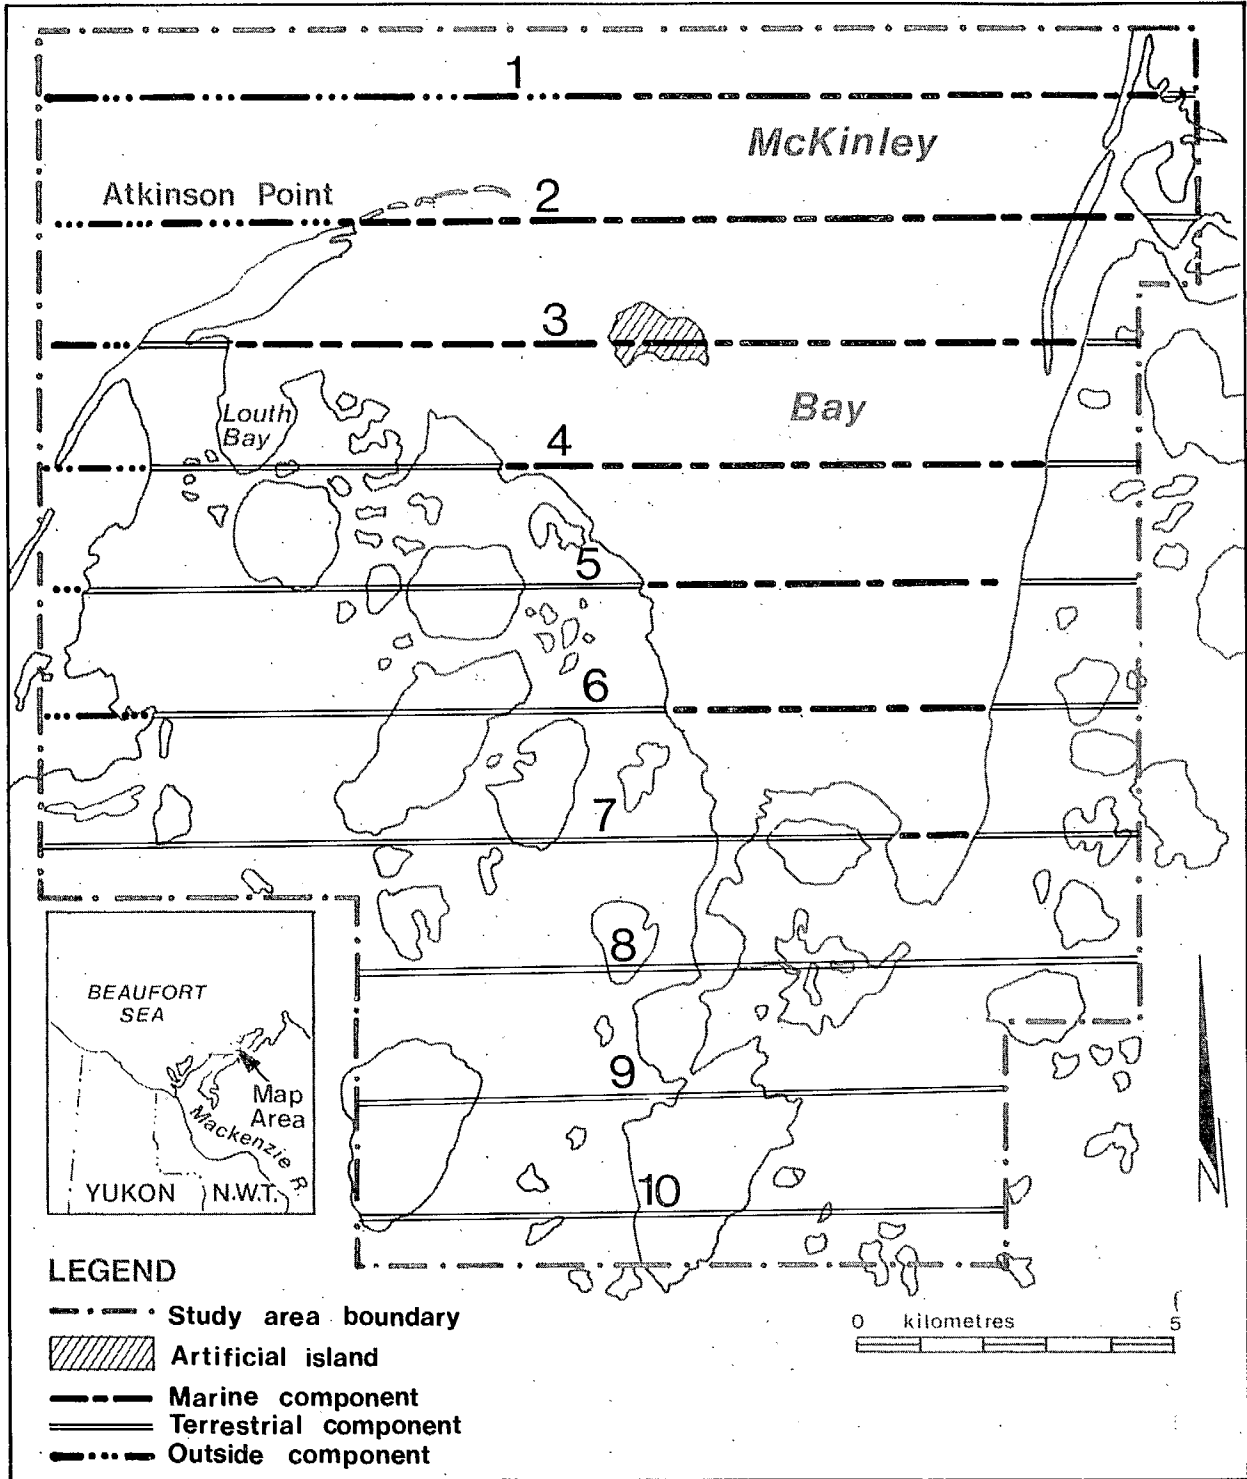 1
McKinley
Atkinson Point
2
3
Bay
Louth
Bay
4
5
6
7
8
9
10
BEAUFORT
SEA
Map
Area
Mackenzie R.
YUKON
N.W.T.
N
LEGEND
Study area boundary
Artificial island
Marine component
Terrestrial component
Outside component
0 kilometres 5